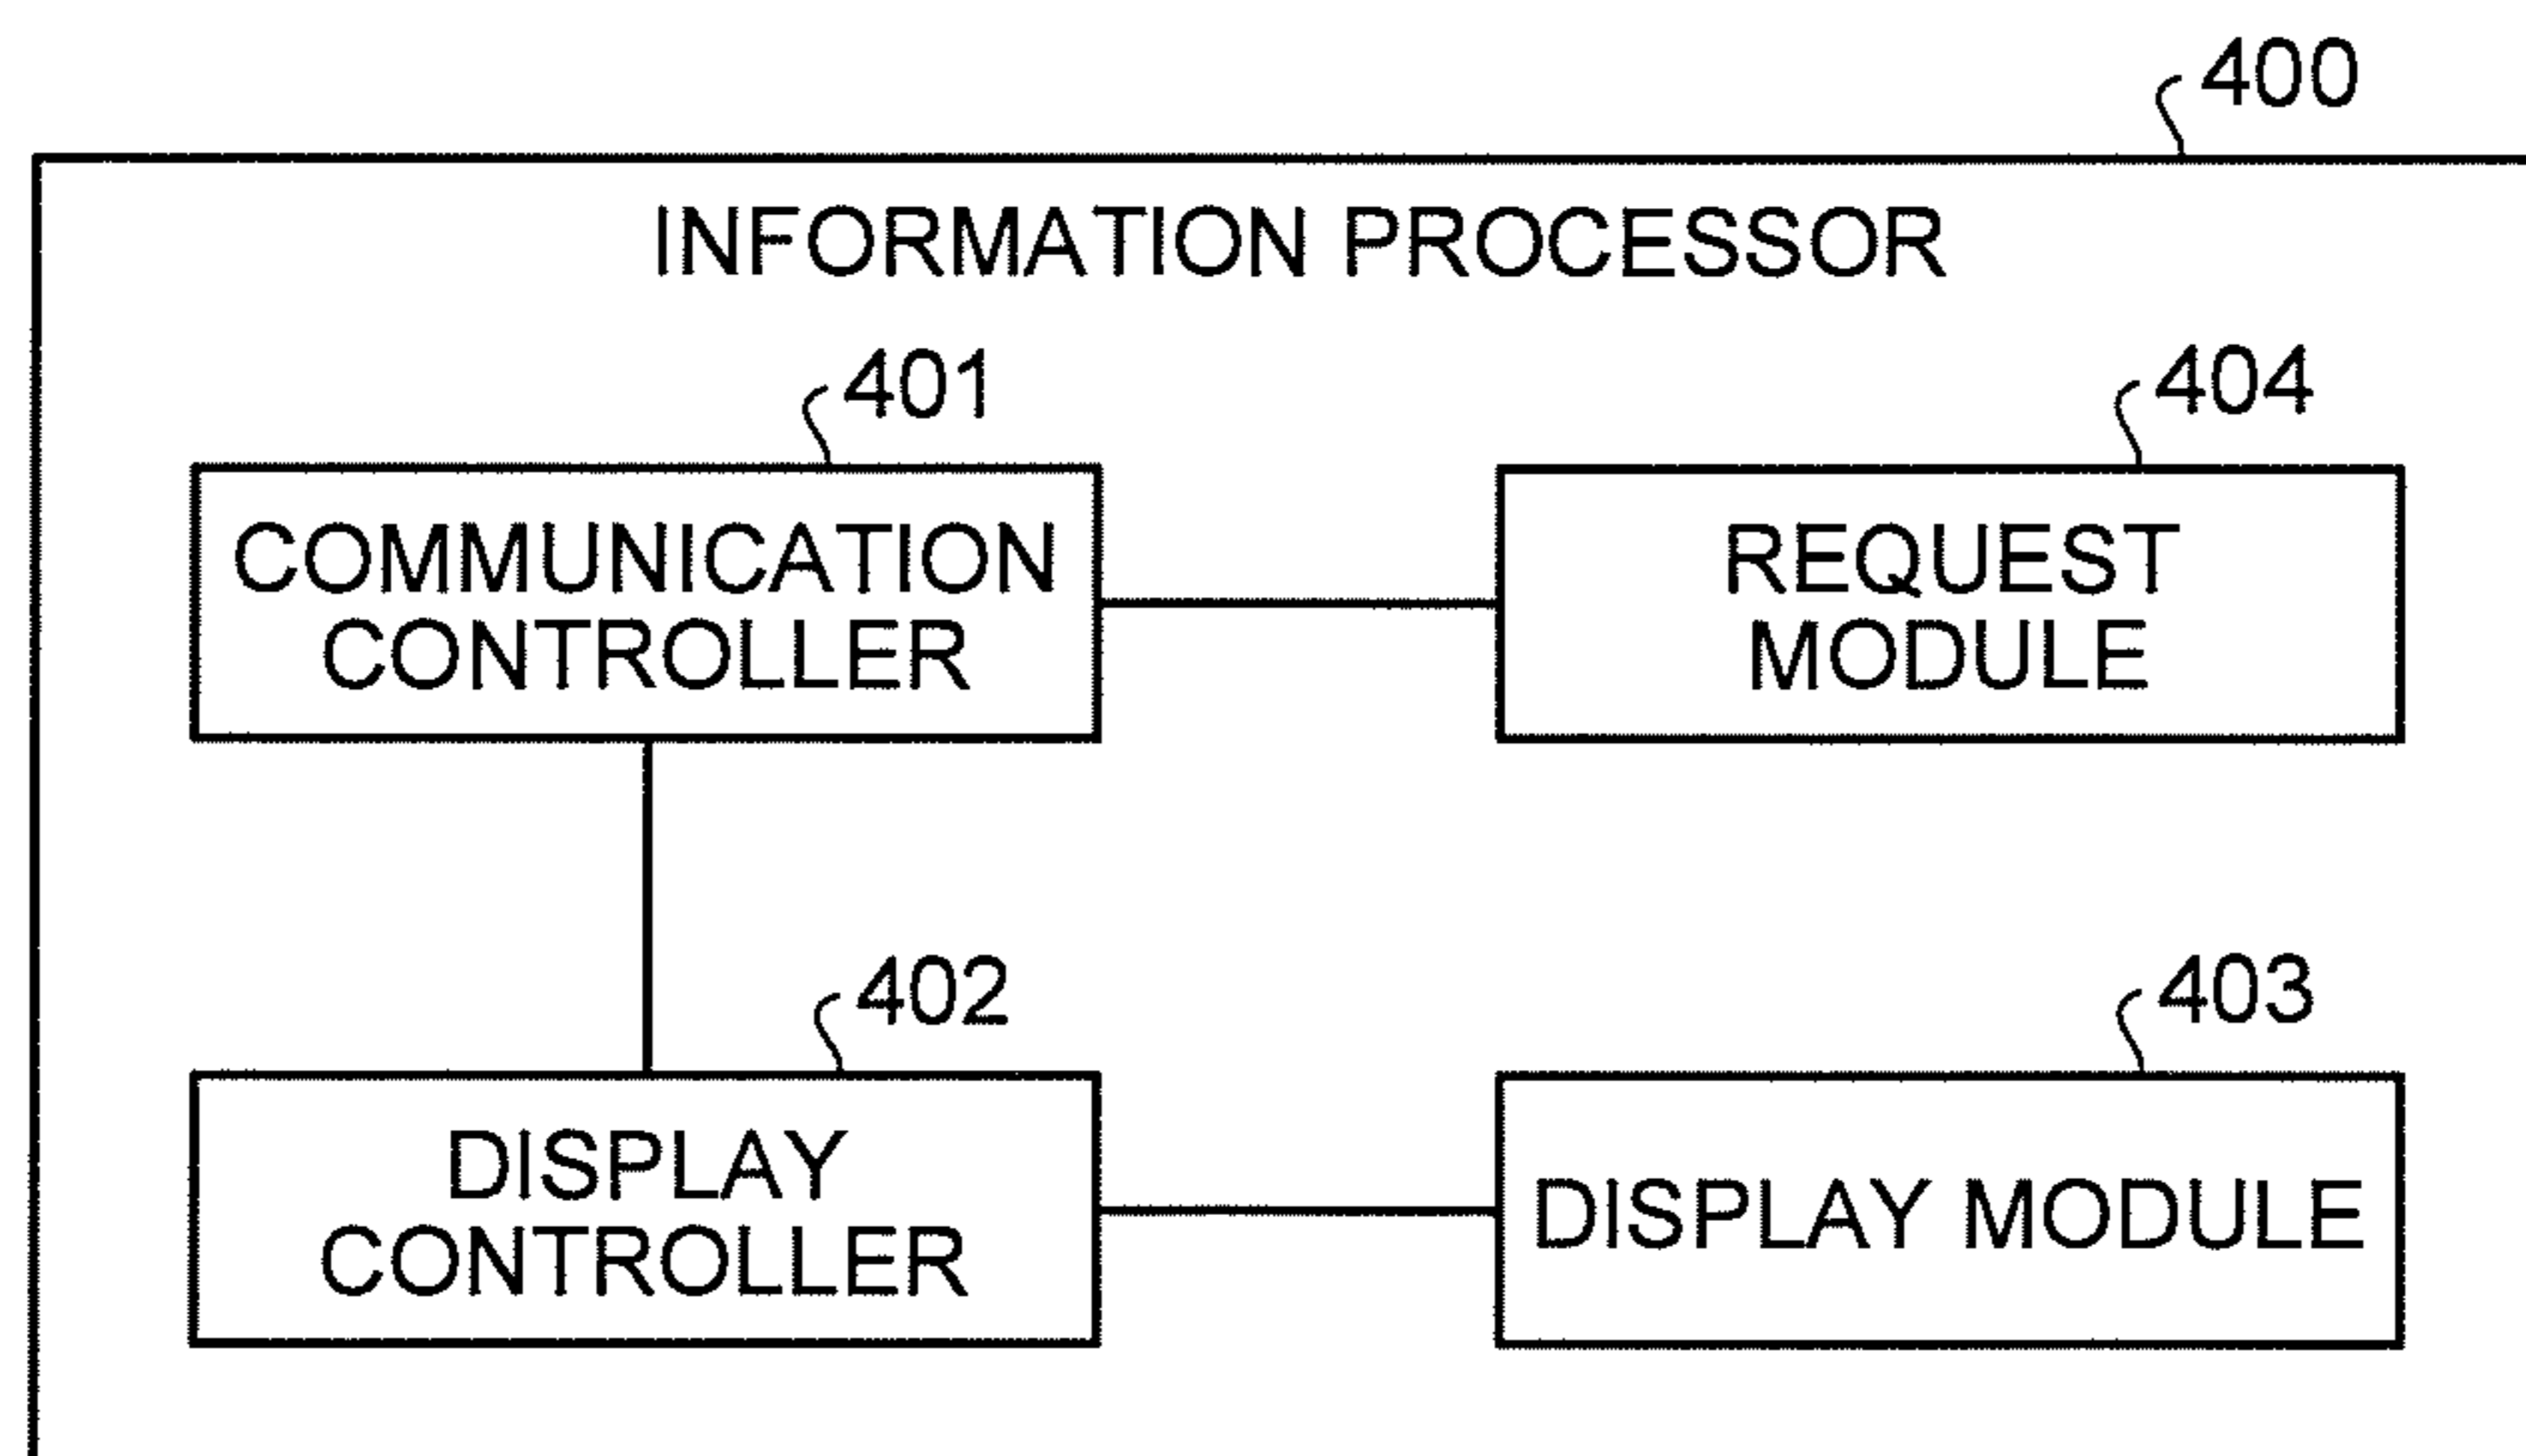 400
INFORMATION PROCESSOR
401
404
COMMUNICATION
CONTROLLER
REQUEST
MODULE
402
403
DISPLAY
CONTROLLER
DISPLAY MODULE